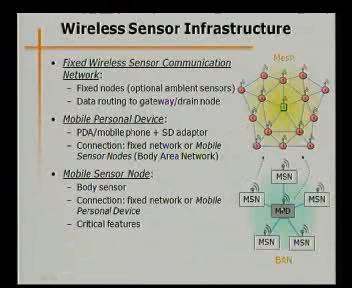 Wireless Sensor Infrastructure
• Fixed Wireless Sensor Communication
Network:
– Fixed nodes (optional ambient sensors)
– Data routing to gateway/drain node
• Mobile Personal Device:
– PDA/mobile phone + SD adaptor
– Connection: fixed network or Mobile
Sensor Nodes (Body Area Network)
• Mobile Sensor Node:
– Body sensor
– Connection: fixed network or Mobile
Personal Device
– Critical features
Mesh
MSN
MSN
MSN
MPD
MSN
MSN
BAN